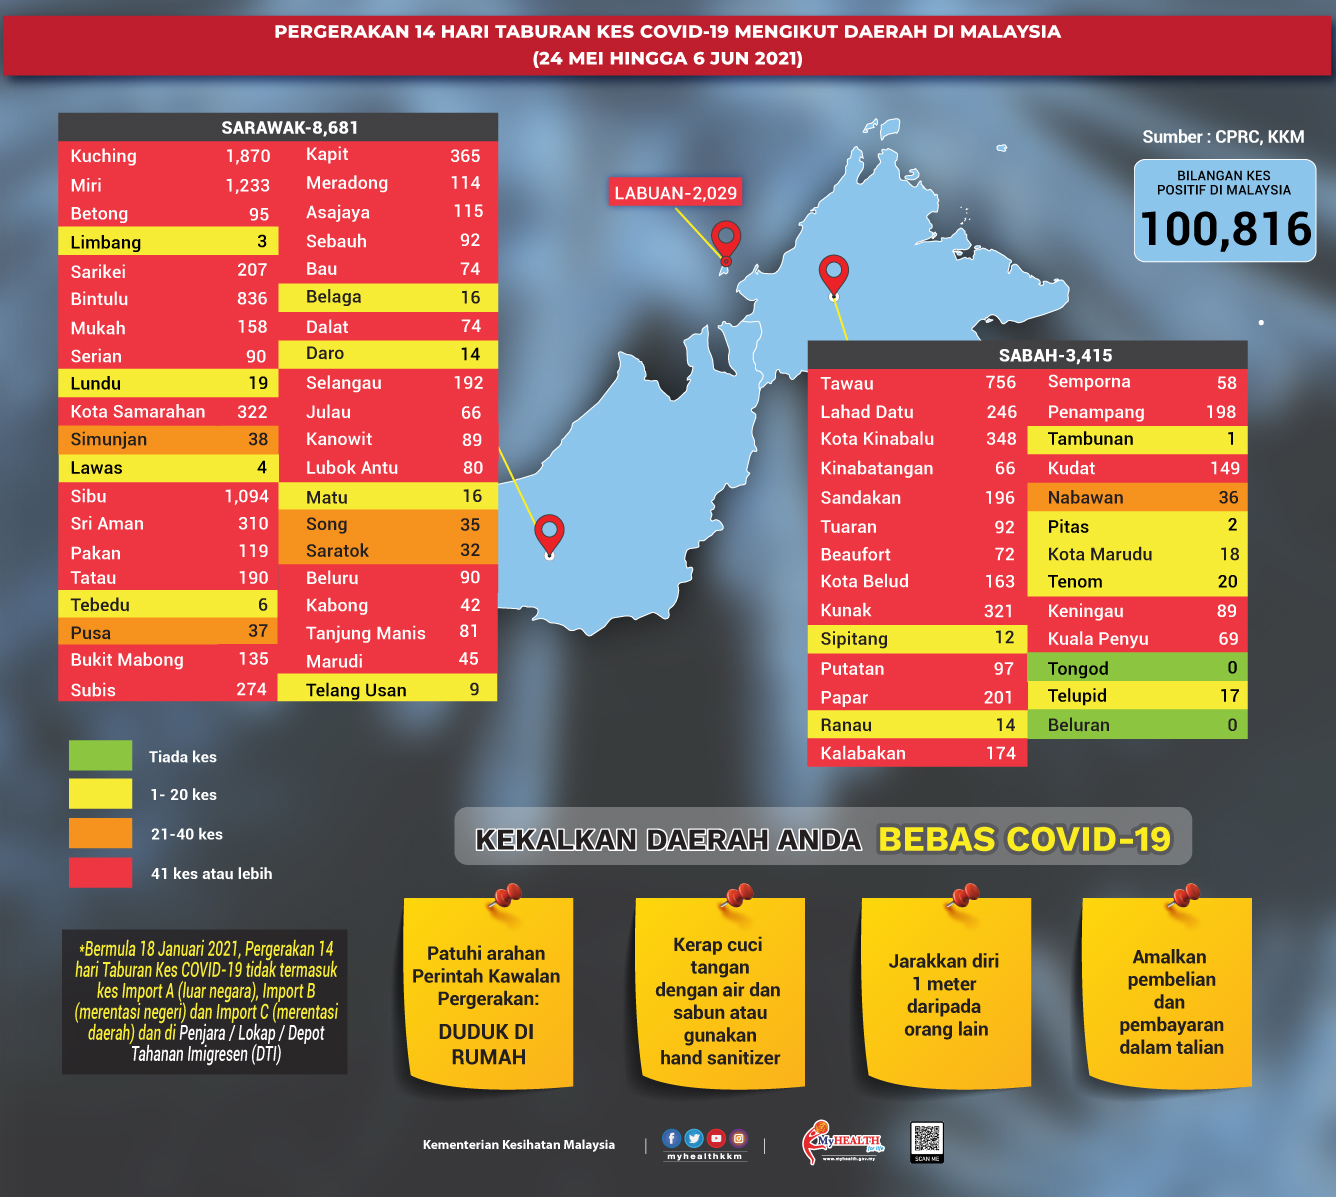 PERGERAKAN 14 HARI TABURAN KES COVID-19 MENGIKUT DAERAH DI MALAYSIA
(24 MEI HINGGA 6 JUN 2021)
SARAWAK-8,681
Kuching 1,870
Miri 1,233
Betong 95
Limbang 3
Sarikei 207
Bintulu 836
Mukah 158
Serian 90
Lundu 19
Kota Samarahan 322
Simunjan 38
Lawas 4
Sibu 1,094
Sri Aman 310
Pakan 119
Tatau 190
Tebedu 6
Pusa 37
Bukit Mabong 135
Subis 274
Kapit 365
Meradong 114
Asajaya 115
Sebauh 92
Bau 74
Belaga 16
Dalat 74
Daro 14
Selangau 192
Julau 66
Kanowit 89
Lubok Antu 80
Matu 16
Song 35
Saratok 32
Beluru 90
Kabong 42
Tanjung Manis 81
Marudi 45
Telang Usan 9
LABUAN-2,029
Sumber : CPRC, KKM
BILANGAN KES
POSITIF DI MALAYSIA
100,816
SABAH-3,415
Tawau 756
Lahad Datu 246
Kota Kinabalu 348
Kinabatangan 66
Sandakan 196
Tuaran 92
Beaufort 72
Kota Belud 163
Kunak 321
Sipitang 12
Putatan 97
Papar 201
Ranau 14
Kalabakan 174
Semporna 58
Penampang 198
Tambunan 1
Kudat 149
Nabawan 36
Pitas 2
Kota Marudu 18
Tenom 20
Keningau 89
Kuala Penyu 69
Tongod 0
Telupid 17
Beluran 0
Tiada kes
1- 20 kes
21-40 kes
41 kes atau lebih
*Bermula 18 Januari 2021, Pergerakan 14
hari Taburan Kes COVID-19 tidak termasuk
kes Import A (luar negara), Import B
(merentasi negeri) dan Import C (merentasi
daerah) dan di Penjara / Lokap / Depot
Tahanan Imigresen (DTI)
KEKALKAN DAERAH ANDA BEBAS COVID-19
Patuhi arahan
Perintah Kawalan
Pergerakan:
DUDUK DI
RUMAH
Kerap cuci
tangan
dengan air dan
sabun atau
gunakan
hand sanitizer
Jarakkan diri
1 meter
daripada
orang lain
Amalkan
pembelian
dan
pembayaran
dalam talian
Kementerian Kesihatan Malaysia
myhealthkkm
MyHEALTH
for life
www.myhealth.gov.my
SCAN ME